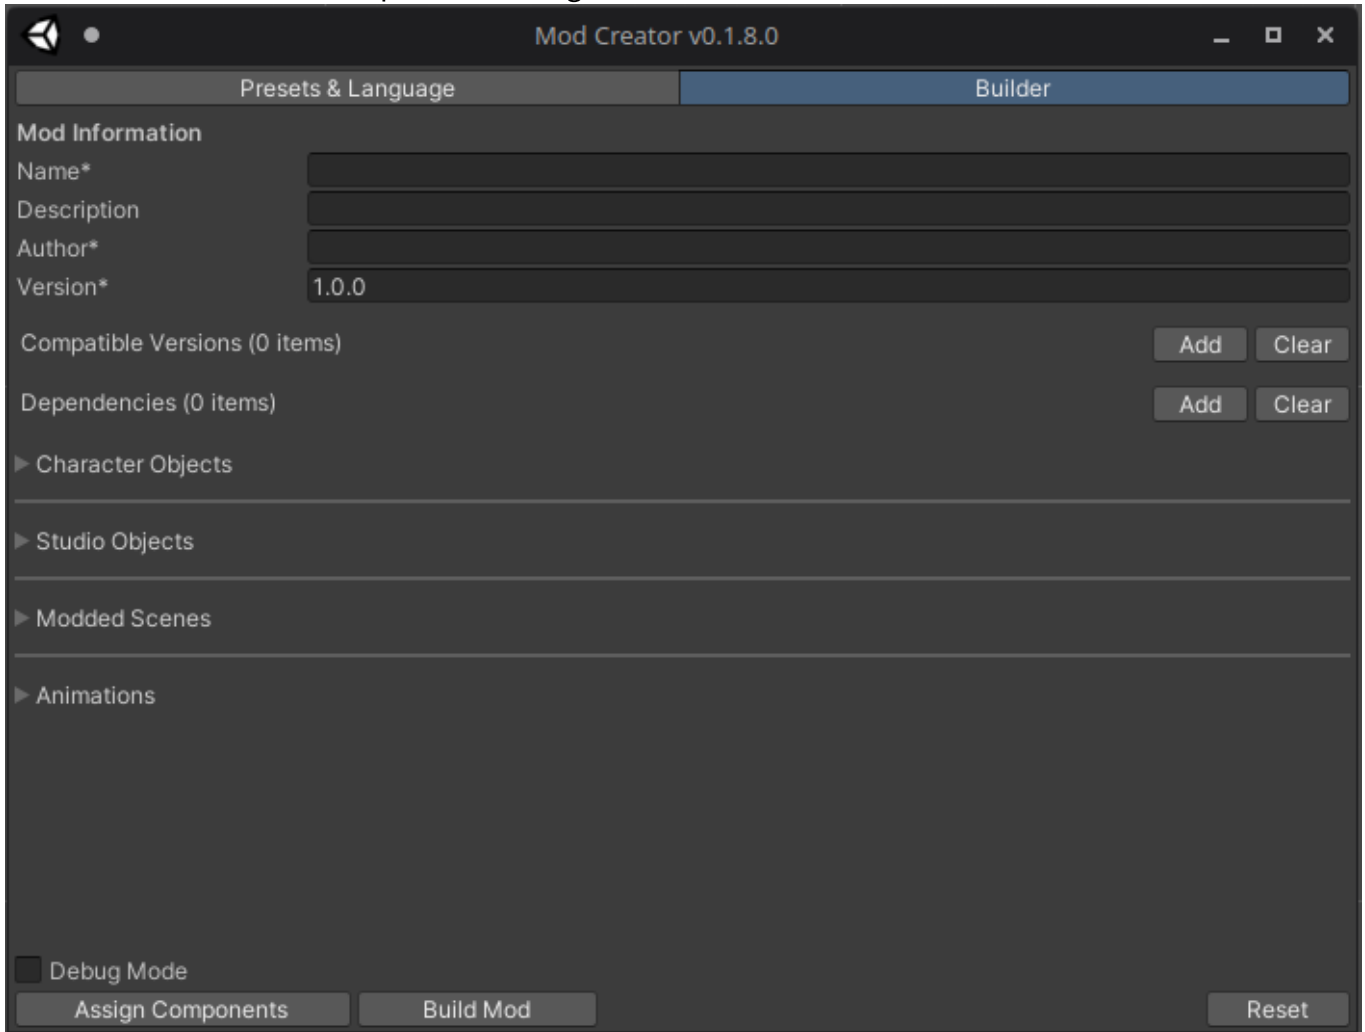 Mod Creator v0.1.8.0
Presets & Language Builder
Mod Information
Name*
Description
Author*
Version* 1.0.0
Compatible Versions (0 items) Add Clear
Dependencies (0 items) Add Clear
Character Objects
Studio Objects
Modded Scenes
Animations
Debug Mode
Assign Components Build Mod Reset